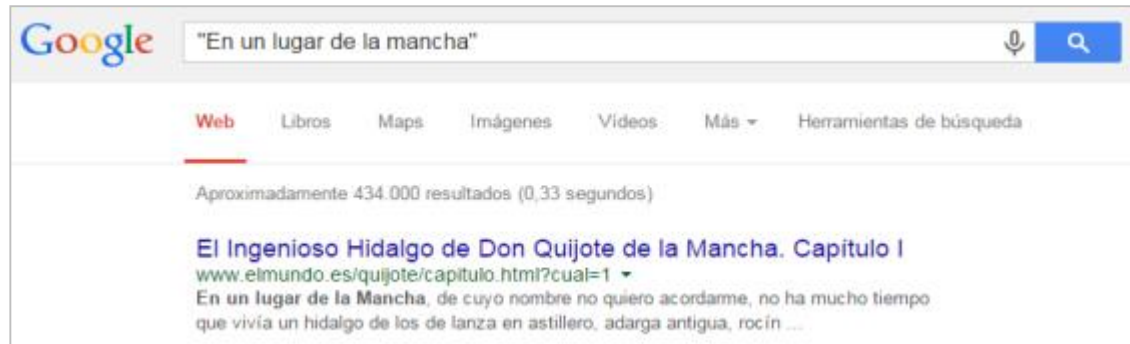 Google "En un lugar de la mancha"
Web Libros Maps Imágenes Vídeos Más Herramientas de búsqueda
Aproximadamente 434.000 resultados (0,33 segundos)
El Ingenioso Hidalgo de Don Quijote de la Mancha. Capítulo I
www.elmundo.es/quijote/capitulo.html?cual=1
En un lugar de la Mancha, de cuyo nombre no quiero acordarme, no ha mucho tiempo
que vivía un hidalgo de los de lanza en astillero, adarga antigua, rocín ...